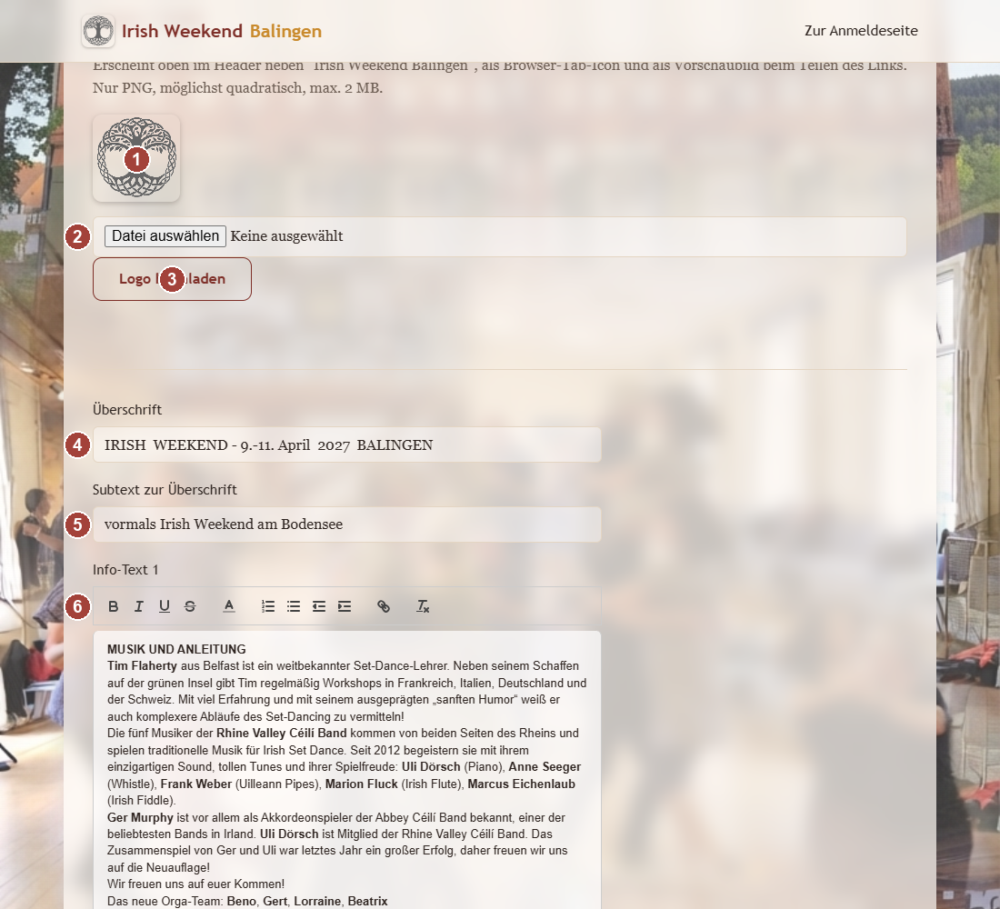 Irish Weekend Balingen
Zur Anmeldeseite
Erscheint oben im Header neben "Irish Weekend Balingen", als Browser-Tab-Icon und als Vorschaubild beim Teilen des Links.
Nur PNG, möglichst quadratisch, max. 2 MB.
1
2 Datei auswählen Keine ausgewählt
Logo laden
3
Überschrift
4 IRISH WEEKEND - 9.-11. April 2027 BALINGEN
Subtext zur Überschrift
5 vormals Irish Weekend am Bodensee
Info-Text 1
6 B I U S A
MUSIK UND ANLEITUNG
Tim Flaherty aus Belfast ist ein weitbekannter Set-Dance-Lehrer. Neben seinem Schaffen
auf der grünen Insel gibt Tim regelmäßig Workshops in Frankreich, Italien, Deutschland und
der Schweiz. Mit viel Erfahrung und mit seinem ausgeprägten „sanften Humor“ weiß er
auch komplexere Abläufe des Set-Dancing zu vermitteln!
Die fünf Musiker der Rhine Valley Céilí Band kommen von beiden Seiten des Rheins und
spielen traditionelle Musik für Irish Set Dance. Seit 2012 begeistern sie mit ihrem
einzigartigen Sound, tollen Tunes und ihrer Spielfreude: Uli Dörsch (Piano), Anne Seeger
(Whistle), Frank Weber (Uilleann Pipes), Marion Fluck (Irish Flute), Marcus Eichenlaub
(Irish Fiddle).
Ger Murphy ist vor allem als Akkordeonspieler der Abbey Céilí Band bekannt, einer der
beliebtesten Bands in Irland. Uli Dörsch ist Mitglied der Rhine Valley Céilí Band. Das
Zusammenspiel von Ger und Uli war letztes Jahr ein großer Erfolg, daher freuen wir uns
auf die Neuauflage!
Wir freuen uns auf euer Kommen!
Das neue Orga-Team: Beno, Gert, Lorraine, Beatrix